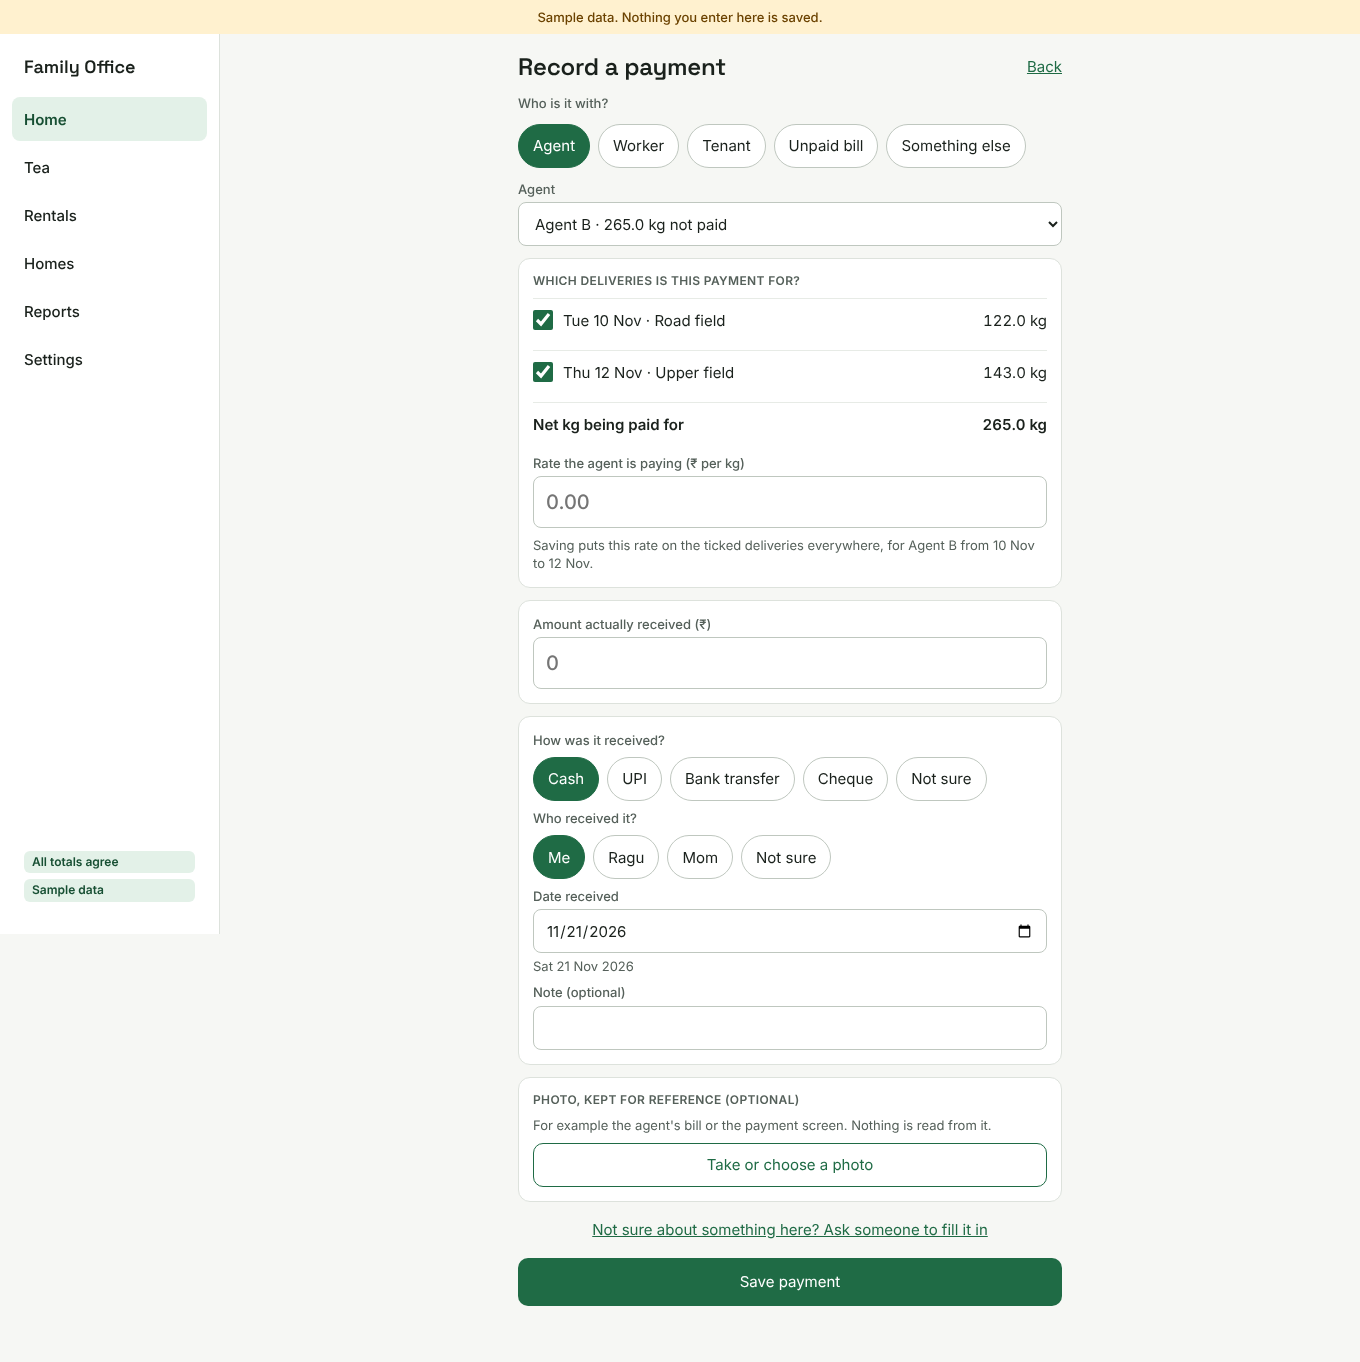 Sample data. Nothing you enter here is saved.
Family Office
Home
Tea
Rentals
Homes
Reports
Settings
All totals agree
Sample data
Record a payment
Back
Who is it with?
Agent
Worker
Tenant
Unpaid bill
Something else
Agent
Agent B · 265.0 kg not paid
WHICH DELIVERIES IS THIS PAYMENT FOR?
Tue 10 Nov · Road field 122.0 kg
Thu 12 Nov · Upper field 143.0 kg
Net kg being paid for 265.0 kg
Rate the agent is paying (₹ per kg)
0.00
Saving puts this rate on the ticked deliveries everywhere, for Agent B from 10 Nov
to 12 Nov.
Amount actually received (₹)
0
How was it received?
Cash
UPI
Bank transfer
Cheque
Not sure
Who received it?
Me
Ragu
Mom
Not sure
Date received
11/21/2026
Sat 21 Nov 2026
Note (optional)
PHOTO, KEPT FOR REFERENCE (OPTIONAL)
For example the agent's bill or the payment screen. Nothing is read from it.
Take or choose a photo
Not sure about something here? Ask someone to fill it in
Save payment